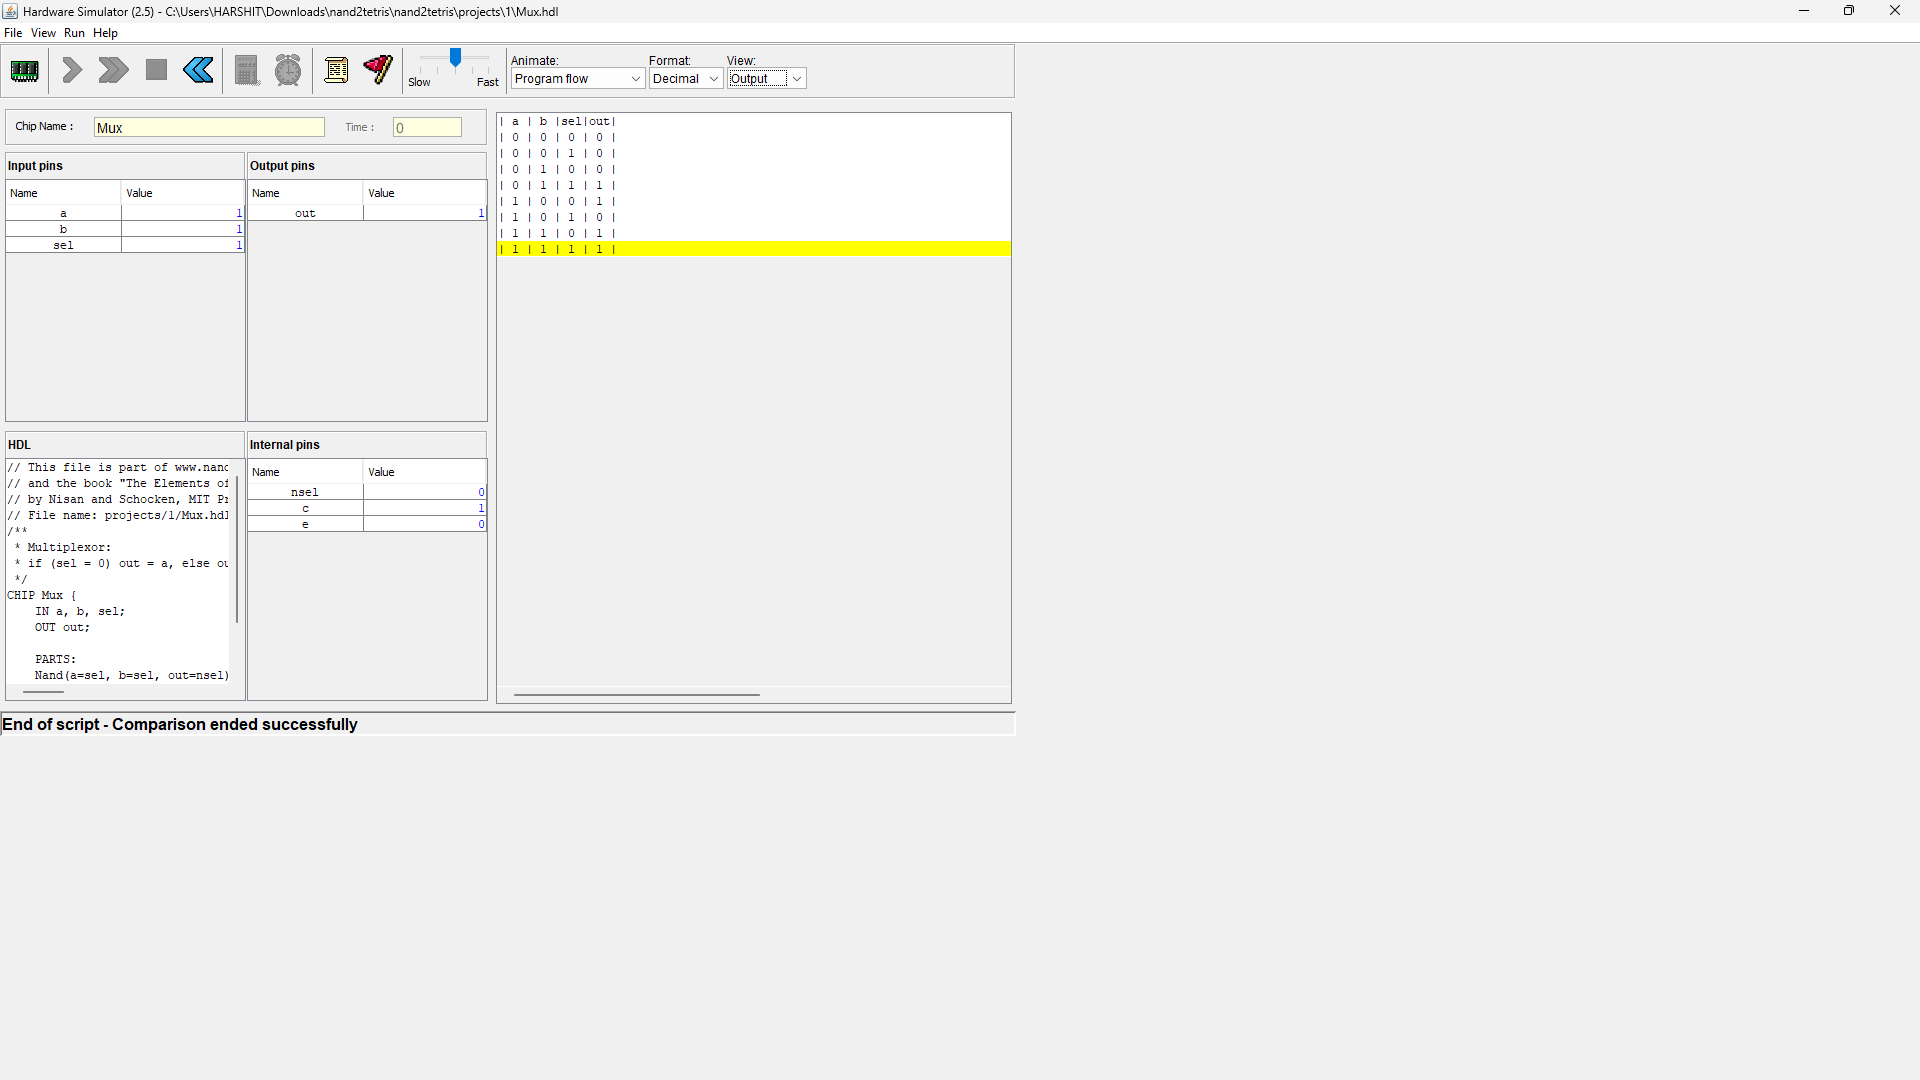 Hardware Simulator (2.5) - C:\Users\HARSHIT\Downloads\nand2tetris\nand2tetris\projects\1\Mux.hdl
File View Run Help
Slow Fast
Animate: Format: View:
Program flow Decimal Output
Chip Name : Mux Time : 0
Input pins
Name Value
a 1
b 1
sel 1
Output pins
Name Value
out 1
| a | b |sel|out|
| 0 | 0 | 0 | 0 |
| 0 | 0 | 1 | 0 |
| 0 | 1 | 0 | 0 |
| 0 | 1 | 1 | 1 |
| 1 | 0 | 0 | 1 |
| 1 | 0 | 1 | 0 |
| 1 | 1 | 0 | 1 |
| 1 | 1 | 1 | 1 |
HDL
// This file is part of www.nand
// and the book "The Elements of
// by Nisan and Schocken, MIT Pr
// File name: projects/1/Mux.hdl
/**
* Multiplexor:
* if (sel = 0) out = a, else ou
*/
CHIP Mux {
IN a, b, sel;
OUT out;
PARTS:
Nand(a=sel, b=sel, out=nsel)
Internal pins
Name Value
nsel 0
c 1
e 0
End of script - Comparison ended successfully